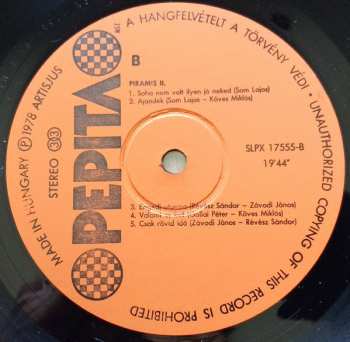 A HANGFELVÉTELT A TÖRVÉNY VÉDI • UNAUTHORIZED COPYING OF THIS RECORD IS PROHIBITED
MADE IN HUNGARY Ⓟ 1978 ARTISJUS
STEREO 33
PEPITA
B
PIRAMIS II.
1. Soha nem volt ilyen jó neked (Som Lajos)
2. Ajándék (Som Lajos – Köves Miklós)
SLPX 17555-B
19'44"
3. (Révész Sándor – Závodi János)
4. (Gallai Péter – Köves Miklós)
5. Csak rövid idő (Závodi János – Révész Sándor)